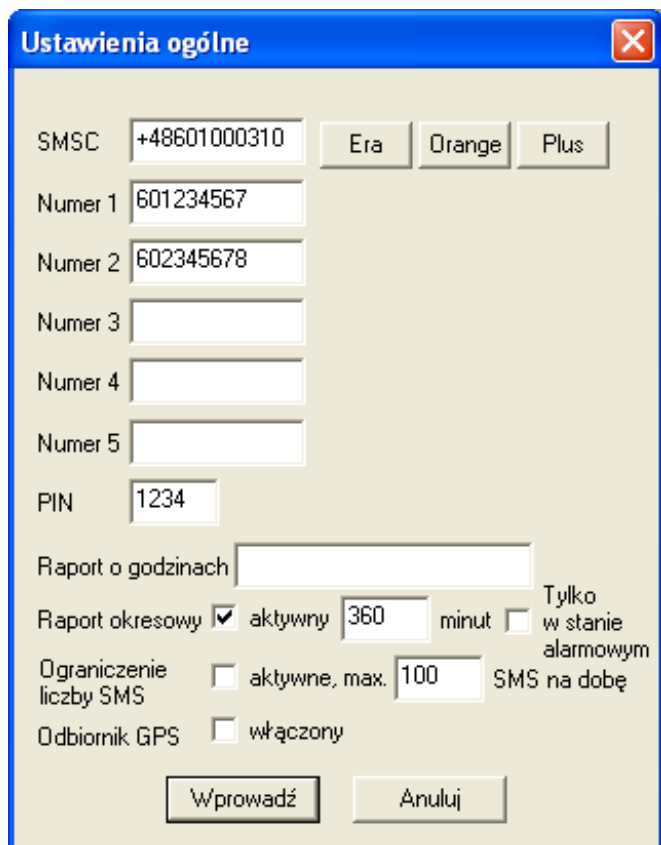 Ustawienia ogólne
SMSC +48601000310 Era Orange Plus
Numer 1 601234567
Numer 2 602345678
Numer 3
Numer 4
Numer 5
PIN 1234
Raport o godzinach
Raport okresowy aktywny 360 minut Tylko
w stanie
alarmowym
Ograniczenie
liczby SMS aktywne, max. 100 SMS na dobę
Odbiornik GPS włączony
Wprowadź Anuluj